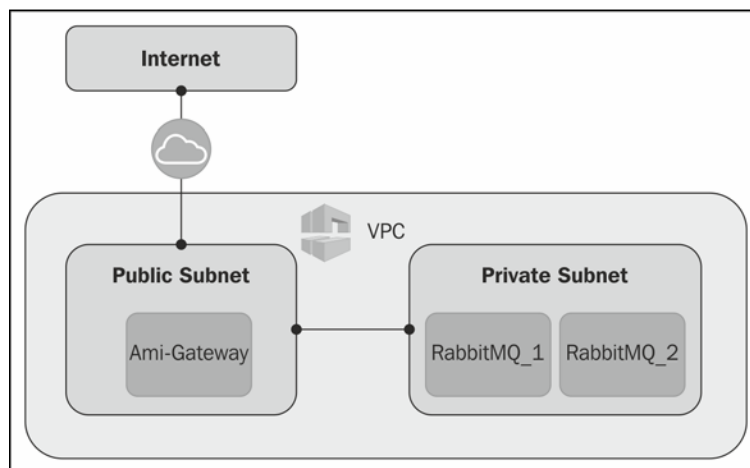 Internet
VPC
Public Subnet
Private Subnet
Ami-Gateway
RabbitMQ_1
RabbitMQ_2